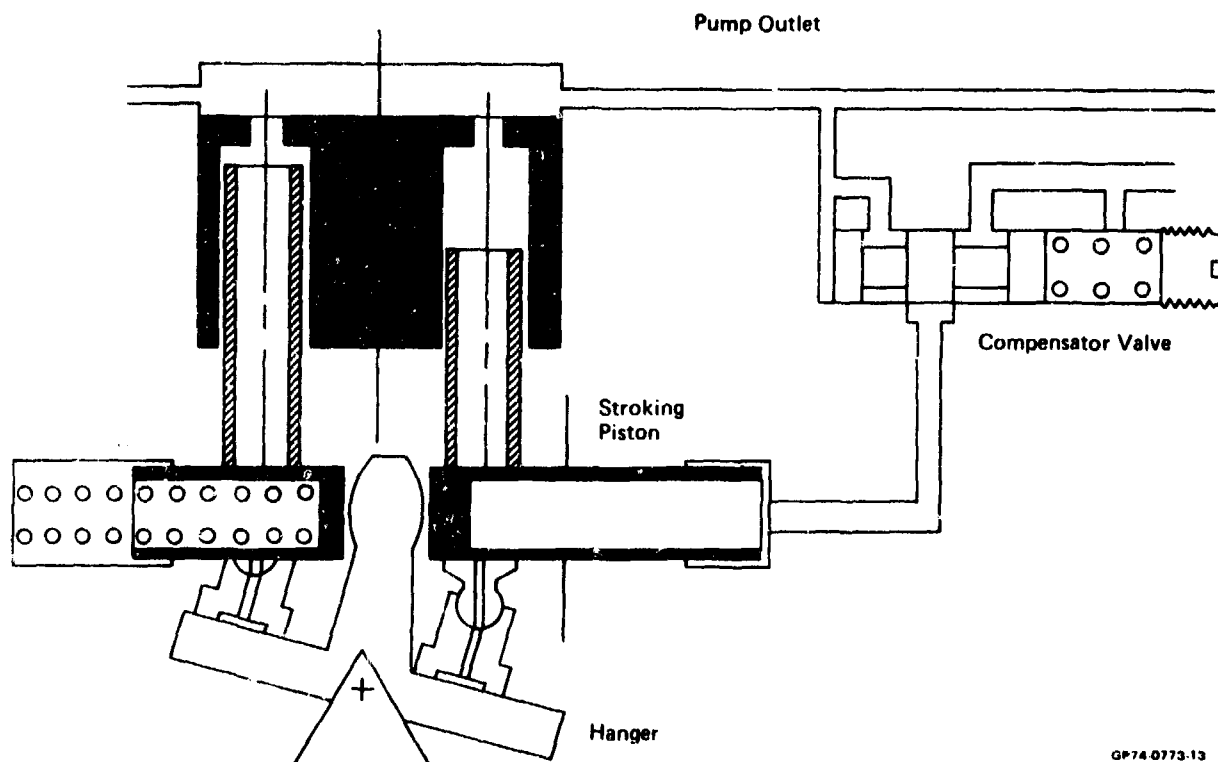 Pump Outlet
Compensator Valve
Stroking
Piston
Hanger
GP74-0773-13